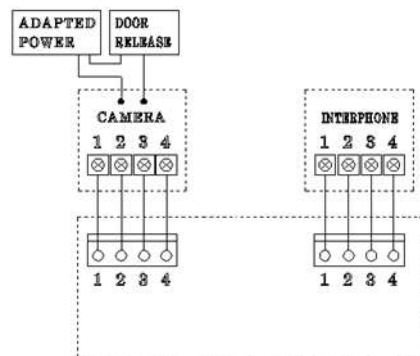 ADAPTED POWER
DOOR RELEASE
CAMERA
1 2 3 4
INTERPHONE
1 2 3 4
1 2 3 4
1 2 3 4